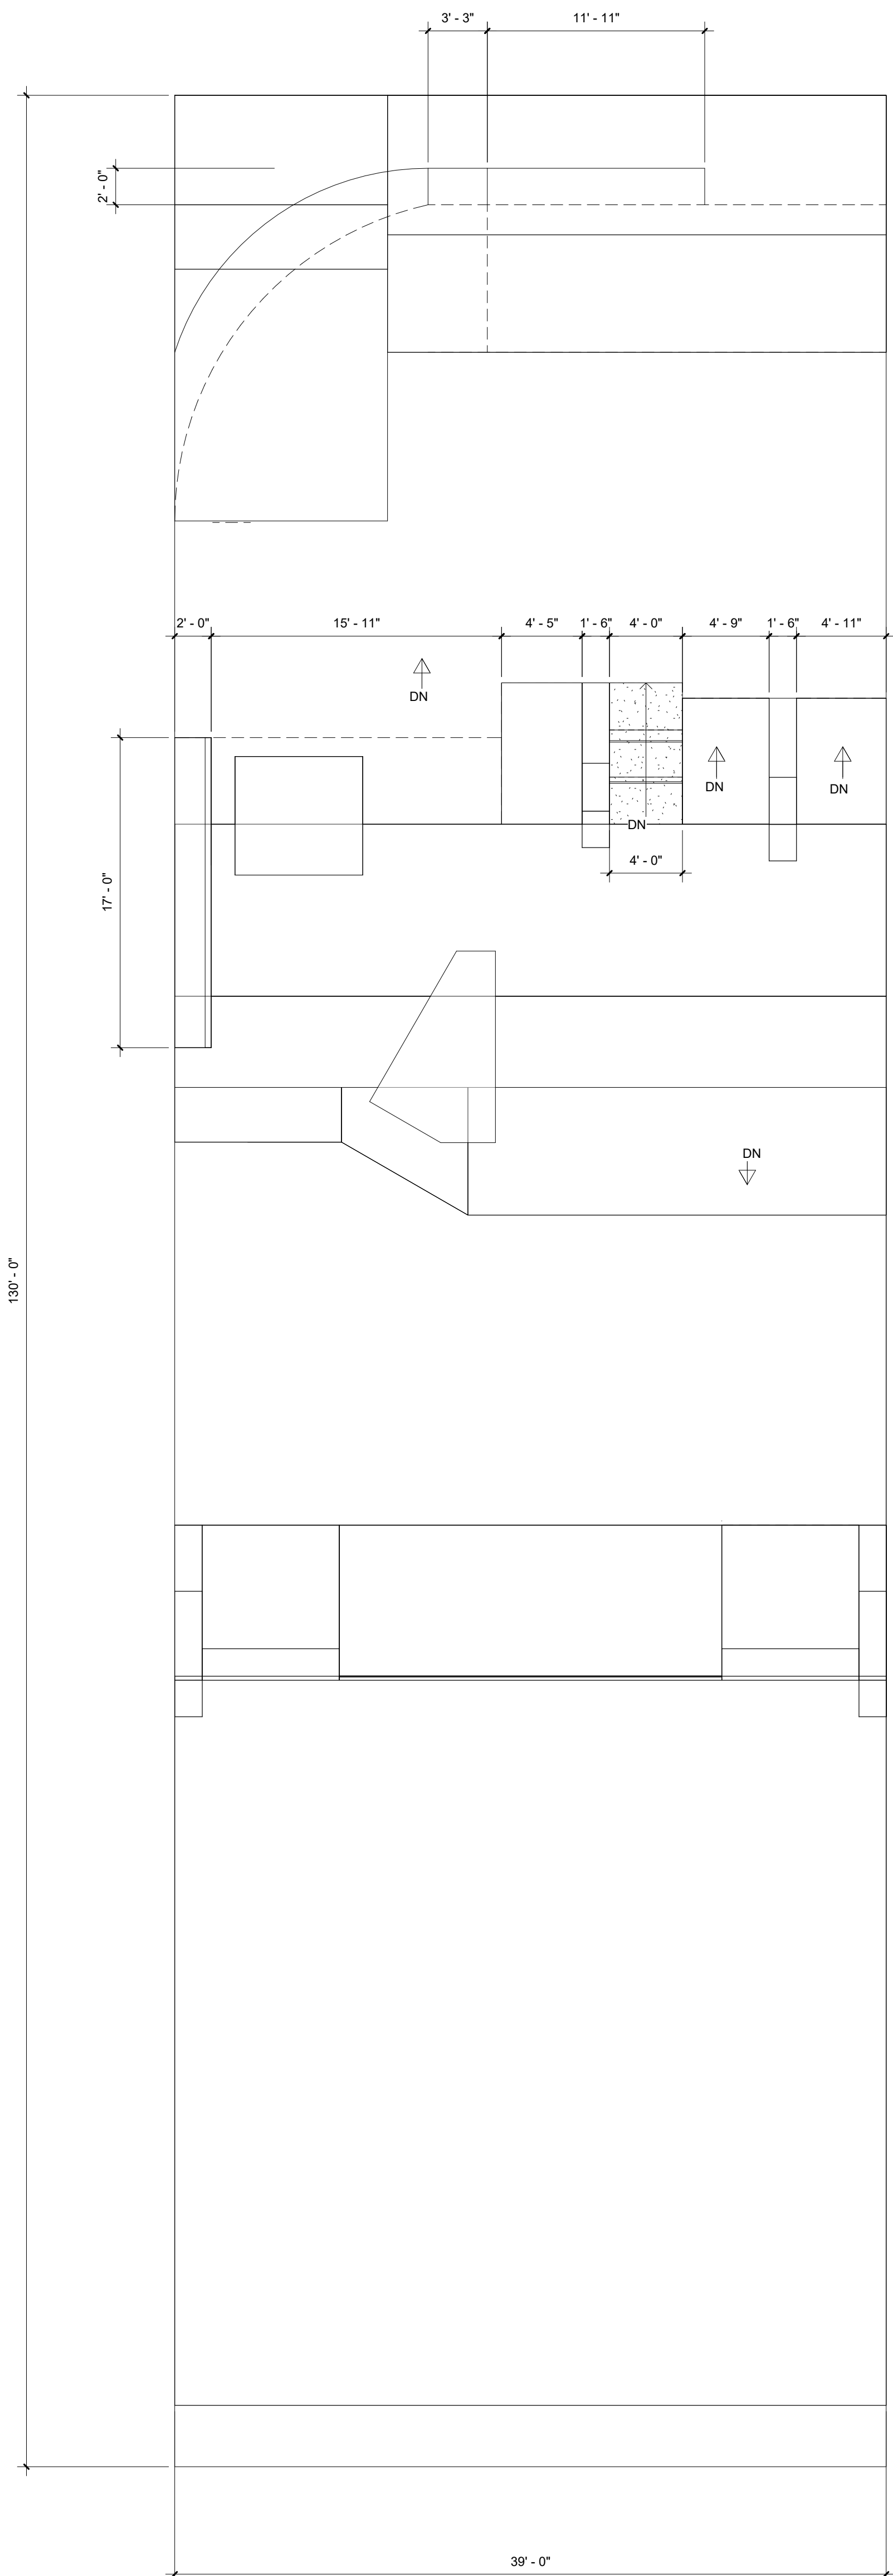 3' - 3"
11' - 11"
2' - 0"
2' - 0"
15' - 11"
4' - 5"
1' - 6"
4' - 0"
4' - 9"
1' - 6"
4' - 11"
DN
DN
DN
DN
4' - 0"
17' - 0"
DN
130' - 0"
39' - 0"